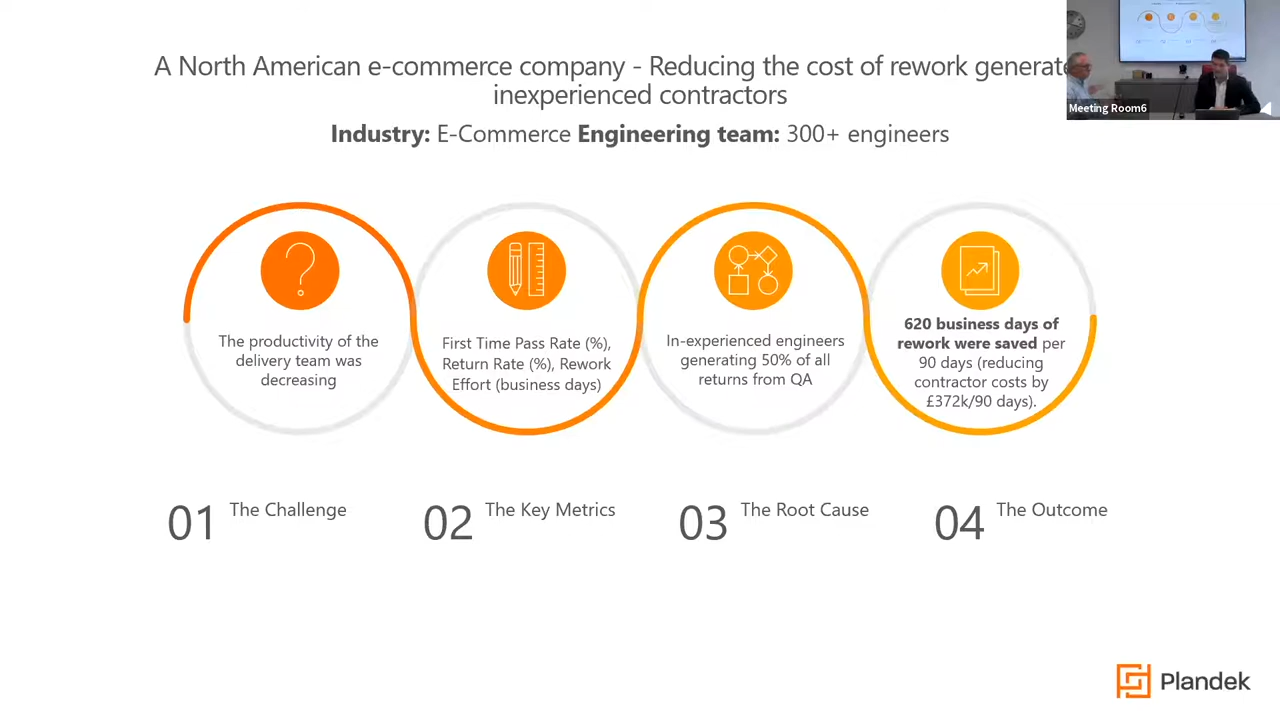 A North American e-commerce company - Reducing the cost of rework
inexperienced contractors
Industry: E-Commerce Engineering team: 300+ engineers
Meeting Room6
The productivity of the
delivery team was
decreasing
First Time Pass Rate (%),
Return Rate (%), Rework
Effort (business days)
In-experienced engineers
generating 50% of all
returns from QA
620 business days of
rework were saved per
90 days (reducing
contractor costs by
£372k/90 days).
01 The Challenge
02 The Key Metrics
03 The Root Cause
04 The Outcome
Plandek